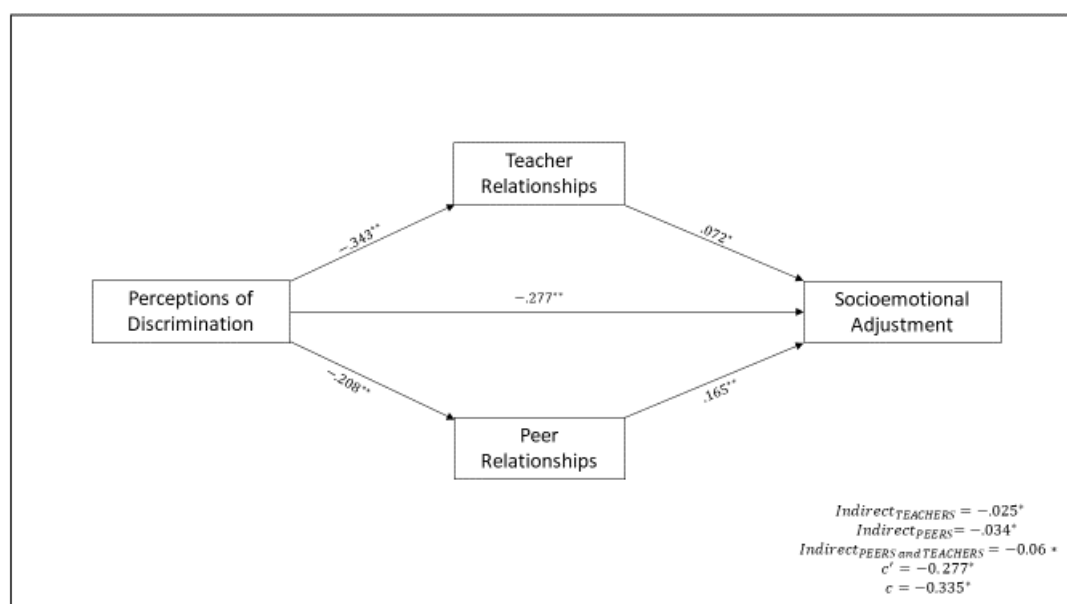 Teacher
Relationships
−.343**
.072*
Perceptions of
Discrimination
−.277**
Socioemotional
Adjustment
−.208**
.165**
Peer
Relationships
Indirect_TEACHERS = −.025*
Indirect_PEERS= −.034*
Indirect_PEERS and TEACHERS = −0.06 *
c′ = −0.277*
c = −0.335*